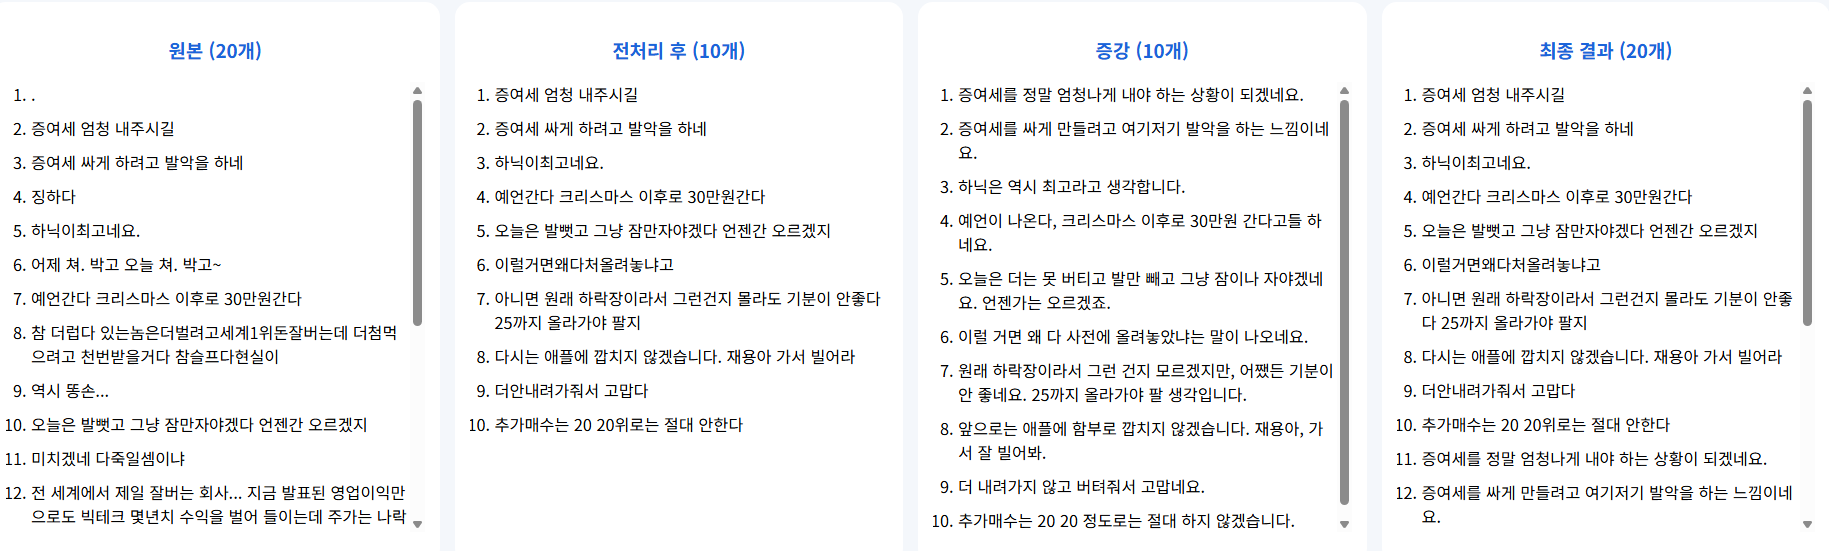 원본 (20개)
1. .
2. 증여세 엄청 내주시길
3. 증여세 싸게 하려고 발악을 하네
4. 징하다
5. 하닉이최고네요.
6. 어제 쳐. 박고 오늘 쳐. 박고~
7. 예언간다 크리스마스 이후로 30만원간다
8. 참 더럽다 있는놈은더벌려고세계1위돈잘버는데 더첨먹
으려고 천번받을거다 참슬프다현실이
9. 역시 똥손...
10. 오늘은 발뻣고 그냥 잠만자야겠다 언젠간 오르겠지
11. 미치겠네 다죽일셈이냐
12. 전 세계에서 제일 잘버는 회사... 지금 발표된 영업이익만
으로도 빅테크 몇년치 수익을 벌어 들이는데 주가는 나락
전처리 후 (10개)
1. 증여세 엄청 내주시길
2. 증여세 싸게 하려고 발악을 하네
3. 하닉이최고네요.
4. 예언간다 크리스마스 이후로 30만원간다
5. 오늘은 발뻣고 그냥 잠만자야겠다 언젠간 오르겠지
6. 이럴거면왜다처올려놓냐고
7. 아니면 원래 하락장이라서 그런건지 몰라도 기분이 안좋다
25까지 올라가야 팔지
8. 다시는 애플에 깝치지 않겠습니다. 재용아 가서 빌어라
9. 더안내려가줘서 고맙다
10. 추가매수는 20 20위로는 절대 안한다
증강 (10개)
1. 증여세를 정말 엄청나게 내야 하는 상황이 되겠네요.
2. 증여세를 싸게 만들려고 여기저기 발악을 하는 느낌이네
요.
3. 하닉은 역시 최고라고 생각합니다.
4. 예언이 나온다, 크리스마스 이후로 30만원 간다고들 하
네요.
5. 오늘은 더는 못 버티고 발만 빼고 그냥 잠이나 자야겠네
요. 언젠가는 오르겠죠.
6. 이럴 거면 왜 다 사전에 올려놓았냐는 말이 나오네요.
7. 원래 하락장이라서 그런 건지 모르겠지만, 어쨌든 기분이
안 좋네요. 25까지 올라가야 팔 생각입니다.
8. 앞으로는 애플에 함부로 깝치지 않겠습니다. 재용아, 가
서 잘 빌어봐.
9. 더 내려가지 않고 버텨줘서 고맙네요.
10. 추가매수는 20 20 정도로는 절대 하지 않겠습니다.
최종 결과 (20개)
1. 증여세 엄청 내주시길
2. 증여세 싸게 하려고 발악을 하네
3. 하닉이최고네요.
4. 예언간다 크리스마스 이후로 30만원간다
5. 오늘은 발뻣고 그냥 잠만자야겠다 언젠간 오르겠지
6. 이럴거면왜다처올려놓냐고
7. 아니면 원래 하락장이라서 그런건지 몰라도 기분이 안좋
다 25까지 올라가야 팔지
8. 다시는 애플에 깝치지 않겠습니다. 재용아 가서 빌어라
9. 더안내려가줘서 고맙다
10. 추가매수는 20 20위로는 절대 안한다
11. 증여세를 정말 엄청나게 내야 하는 상황이 되겠네요.
12. 증여세를 싸게 만들려고 여기저기 발악을 하는 느낌이네
요.